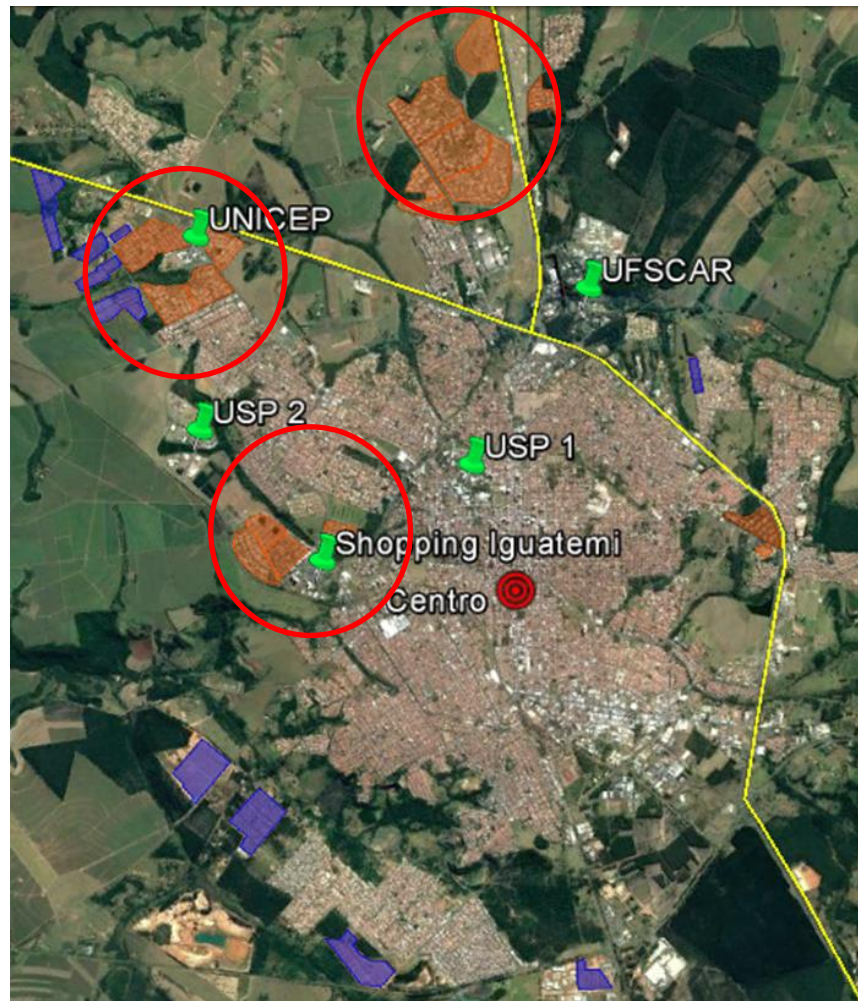 UNICEP
UFSCAR
USP 2
USP 1
Shopping Iguatemi
Centro